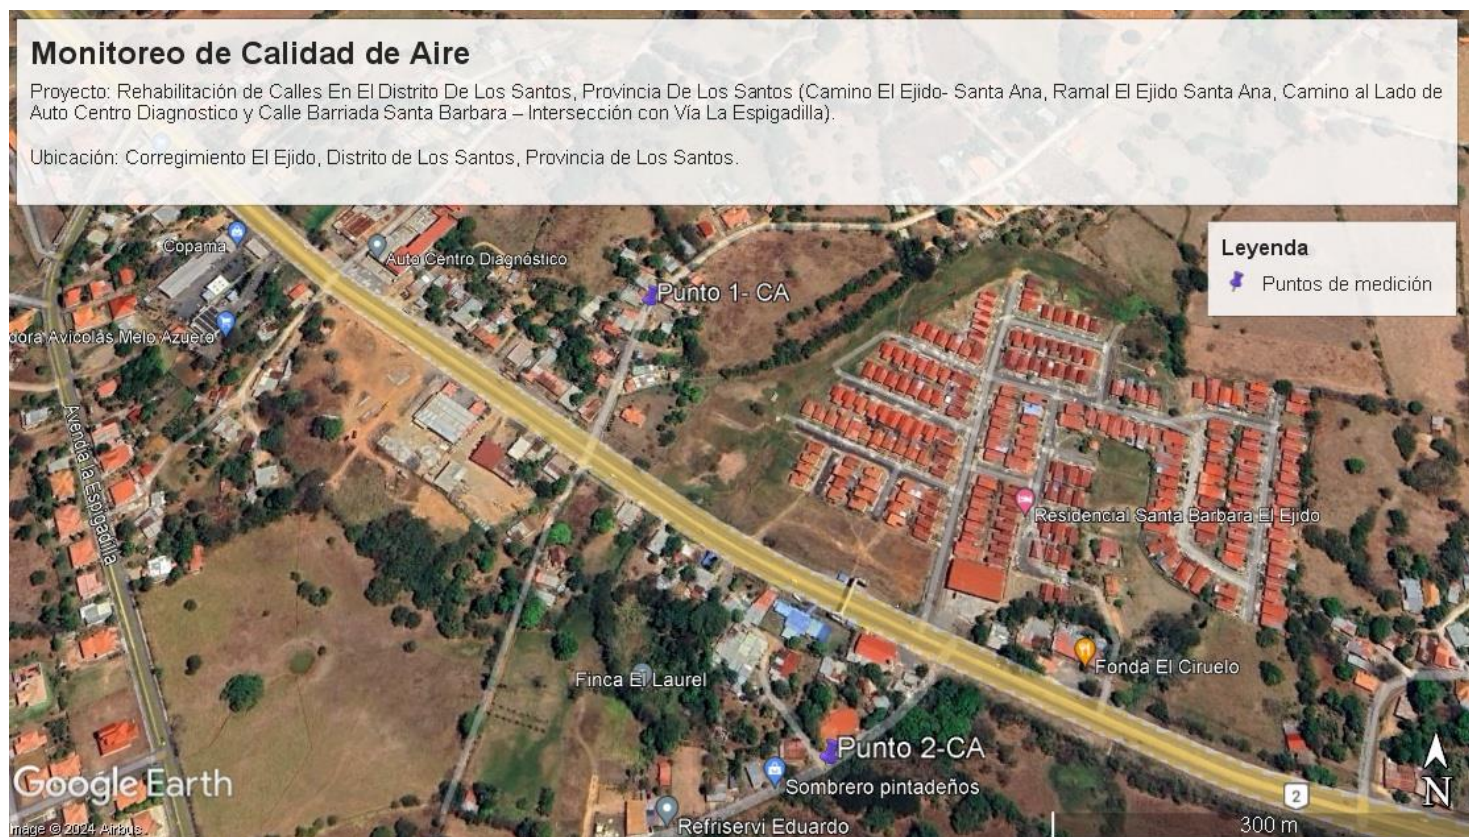 Monitoreo de Calidad de Aire
Proyecto: Rehabilitación de Calles En El Distrito De Los Santos, Provincia De Los Santos (Camino El Ejido- Santa Ana, Ramal El Ejido Santa Ana, Camino al Lado de
Auto Centro Diagnostico y Calle Barriada Santa Barbara – Intersección con Vía La Espigadilla).
Ubicación: Corregimiento El Ejido, Distrito de Los Santos, Provincia de Los Santos.
Leyenda
Puntos de medición
Copama
Auto Centro Diagnóstico
Punto 1- CA
dora Avícolas Melo Azuero
Avenida la Espigadilla
Residencial Santa Barbara El Ejido
Finca El Laurel
Fonda El Ciruelo
Punto 2-CA
Sombrero pintadeños
Refriservi Eduardo
Google Earth
Image © 2024 Airbus
2
N
300 m